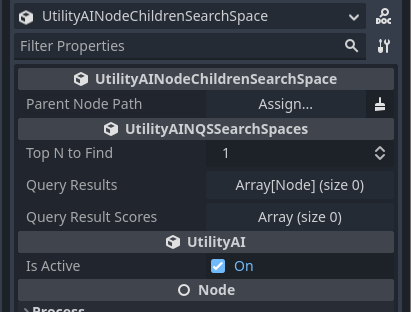 UtilityAINodeChildrenSearchSpace
DOC
Filter Properties
UtilityAINodeChildrenSearchSpace
Parent Node Path Assign...
UtilityAINQSSearchSpaces
Top N to Find 1
Query Results Array[Node] (size 0)
Query Result Scores Array (size 0)
UtilityAI
Is Active On
Node
Process